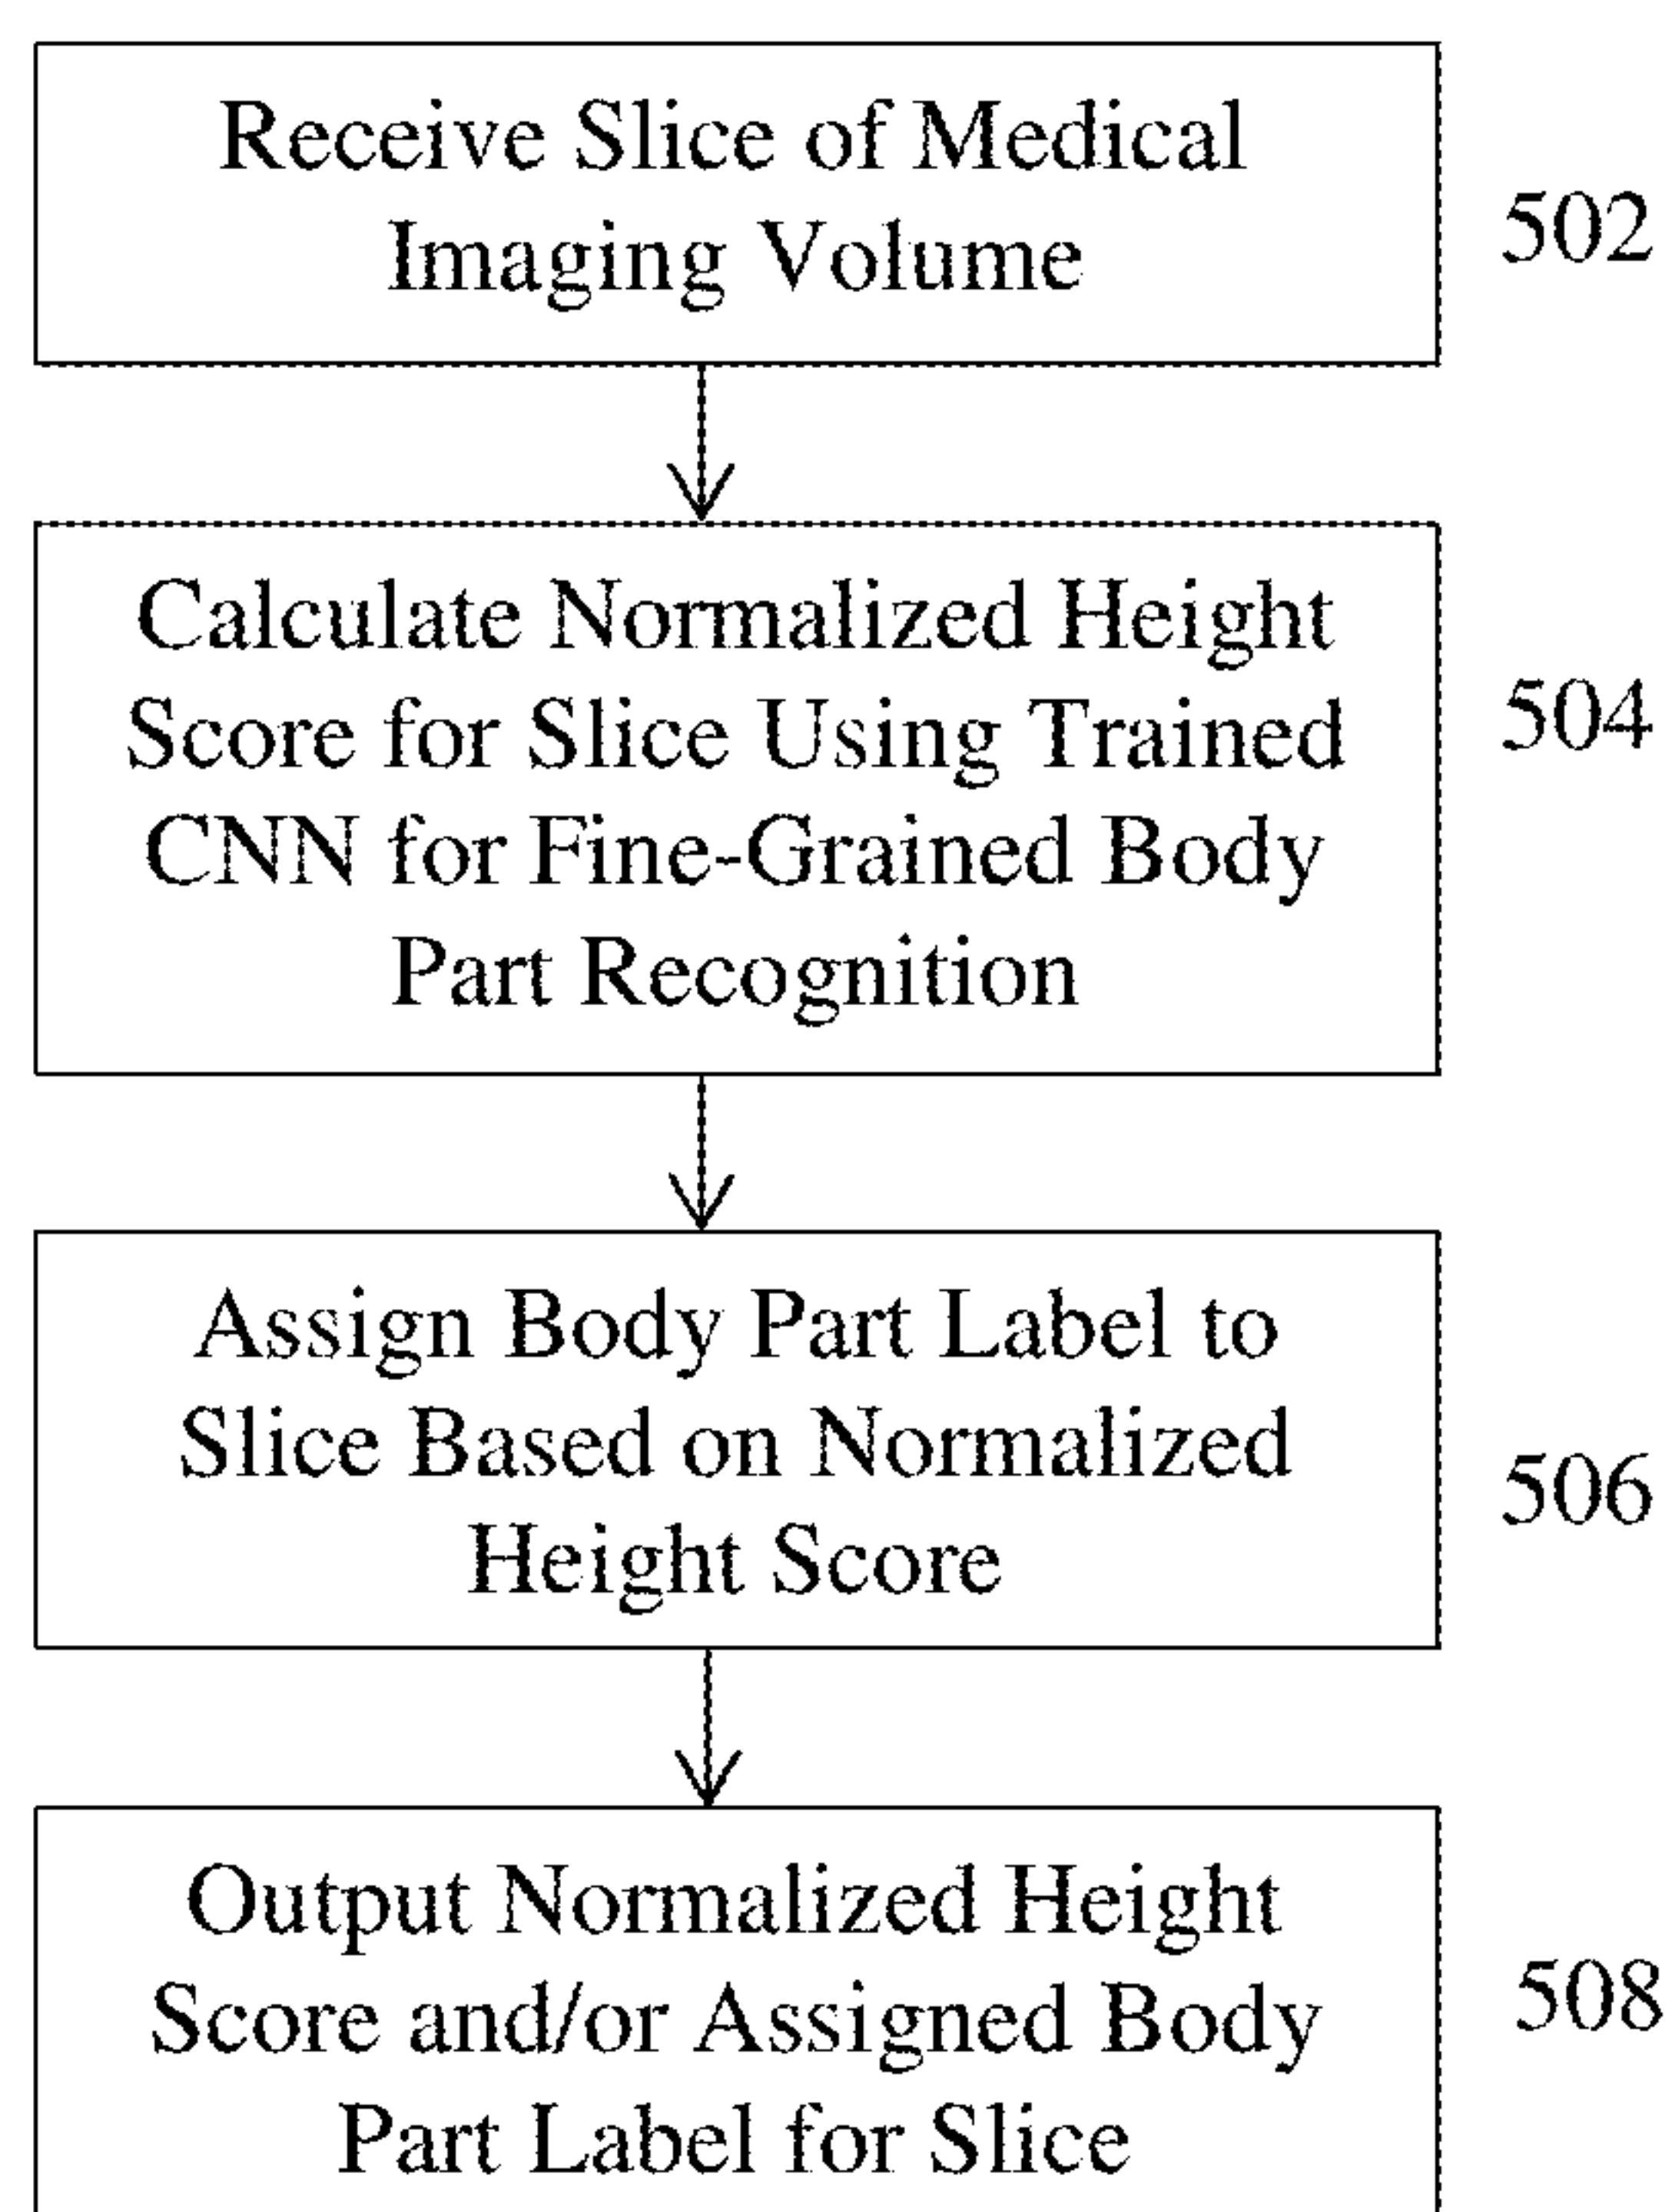 Receive Slice of Medical
Imaging Volume
502
Calculate Normalized Height
Score for Slice Using Trained
CNN for Fine-Grained Body
Part Recognition
504
Assign Body Part Label to
Slice Based on Normalized
Height Score
506
Output Normalized Height
Score and/or Assigned Body
Part Label for Slice
508